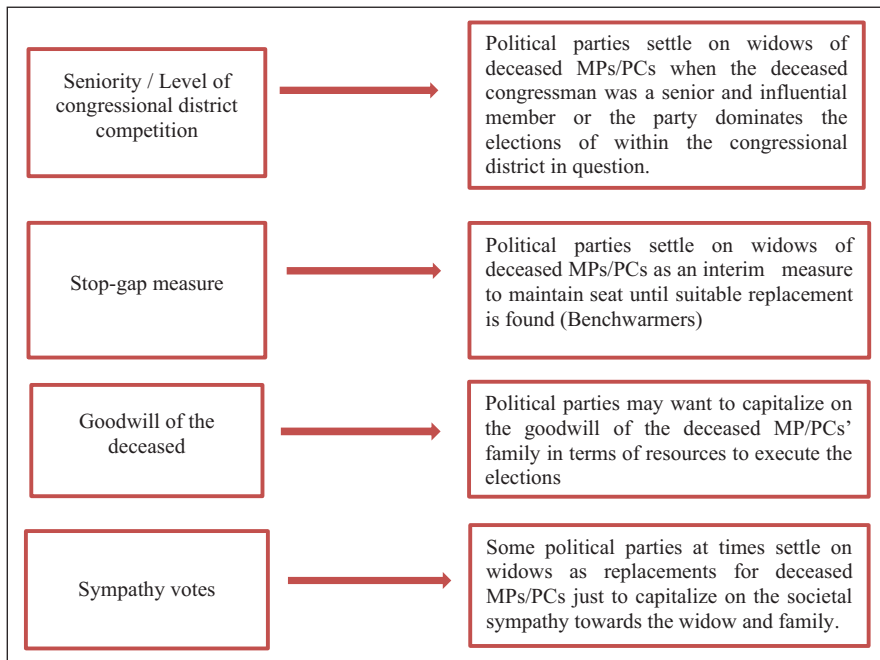 Seniority / Level of
congressional district
competition
Political parties settle on widows of
deceased MPs/PCs when the deceased
congressman was a senior and influential
member or the party dominates the
elections of within the congressional
district in question.
Stop-gap measure
Political parties settle on widows of
deceased MPs/PCs as an interim measure
to maintain seat until suitable replacement
is found (Benchwarmers)
Goodwill of the
deceased
Political parties may want to capitalize on
the goodwill of the deceased MP/PCs’
family in terms of resources to execute the
elections
Sympathy votes
Some political parties at times settle on
widows as replacements for deceased
MPs/PCs just to capitalize on the societal
sympathy towards the widow and family.